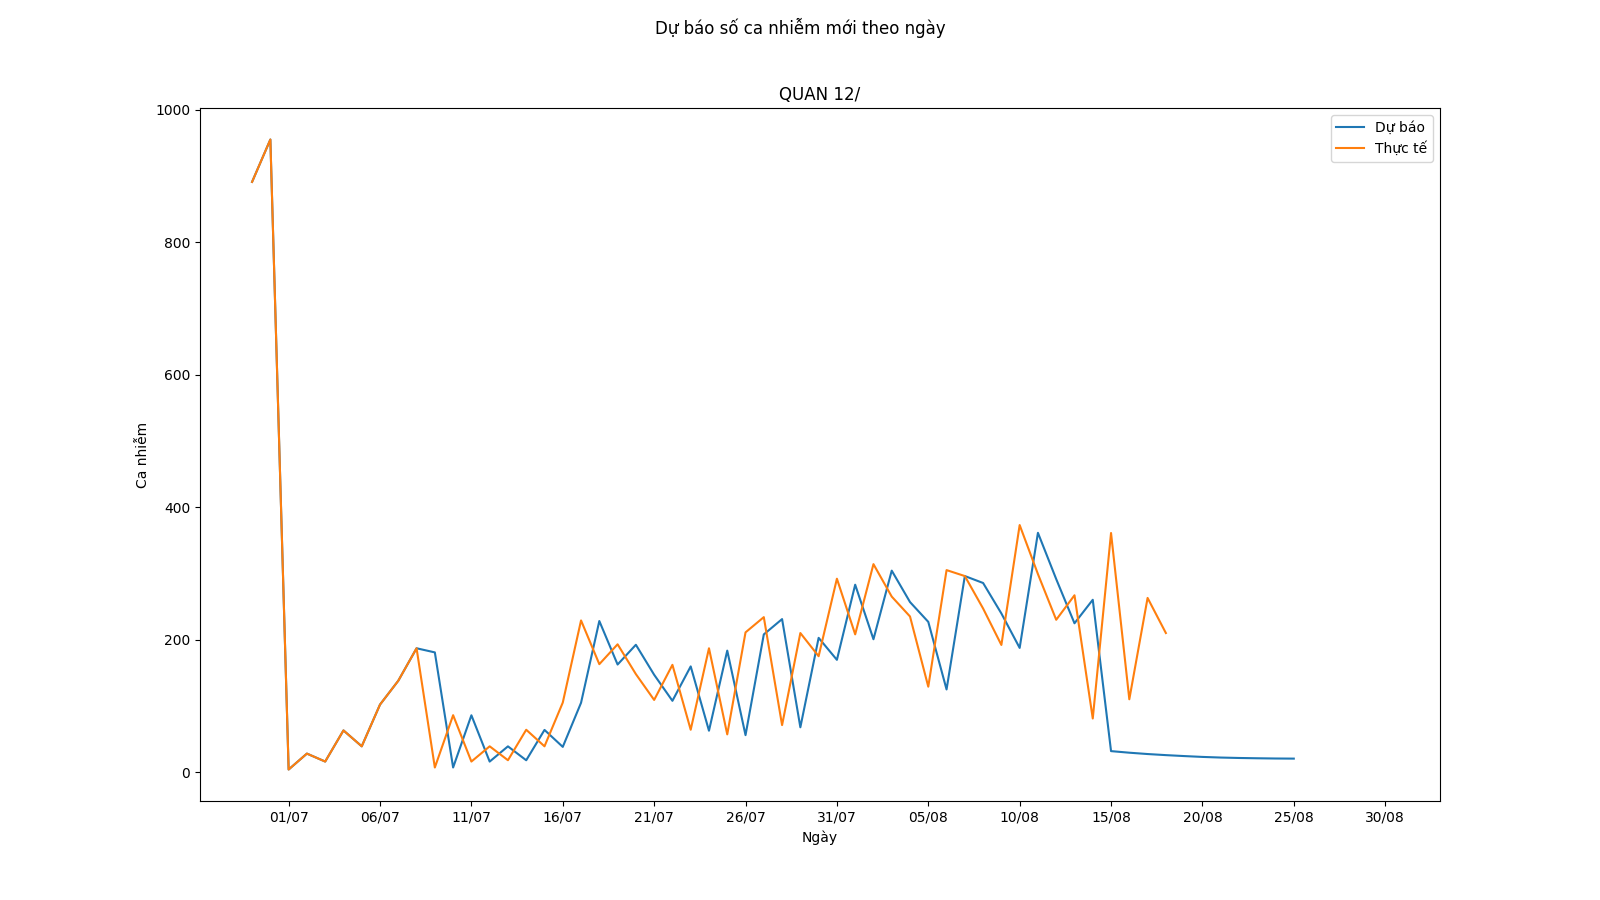 Dự báo số ca nhiễm mới theo ngày
QUAN 12/
Dự báo
Thực tế
1000
800
600
400
200
0
Ca nhiễm
01/07 06/07 11/07 16/07 21/07 26/07 31/07 05/08 10/08 15/08 20/08 25/08 30/08
Ngày